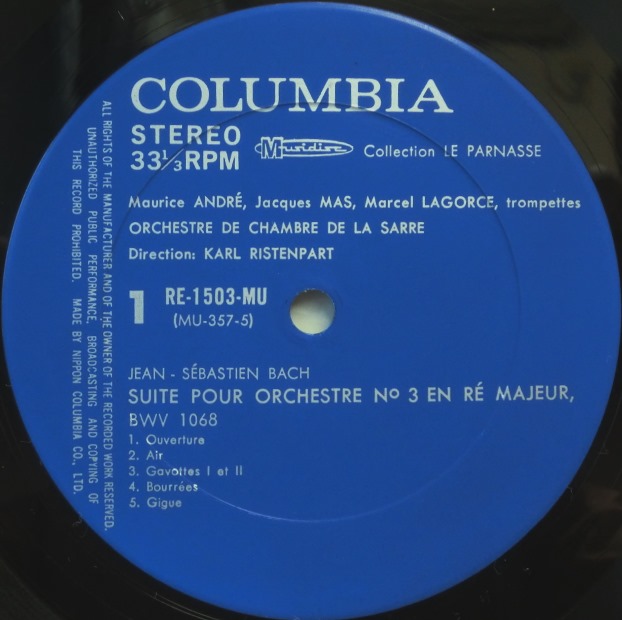 COLUMBIA
STEREO
33 1/3 RPM
Musidisc Collection LE PARNASSE
Maurice ANDRÉ, Jacques MAS, Marcel LAGORCE, trompettes
ORCHESTRE DE CHAMBRE DE LA SARRE
Direction: KARL RISTENPART
1 RE-1503-MU
(MU-357-5)
JEAN - SÉBASTIEN BACH
SUITE POUR ORCHESTRE Nº 3 EN RÉ MAJEUR,
BWV 1068
1. Ouverture
2. Air
3. Gavottes I et II
4. Bourrées
5. Gigue
ALL RIGHTS OF THE MANUFACTURER AND OF THE OWNER OF THE RECORDED WORK RESERVED.
UNAUTHORIZED PUBLIC PERFORMANCE, BROADCASTING AND COPYING OF
THIS RECORD PROHIBITED. MADE BY NIPPON COLUMBIA CO., LTD.